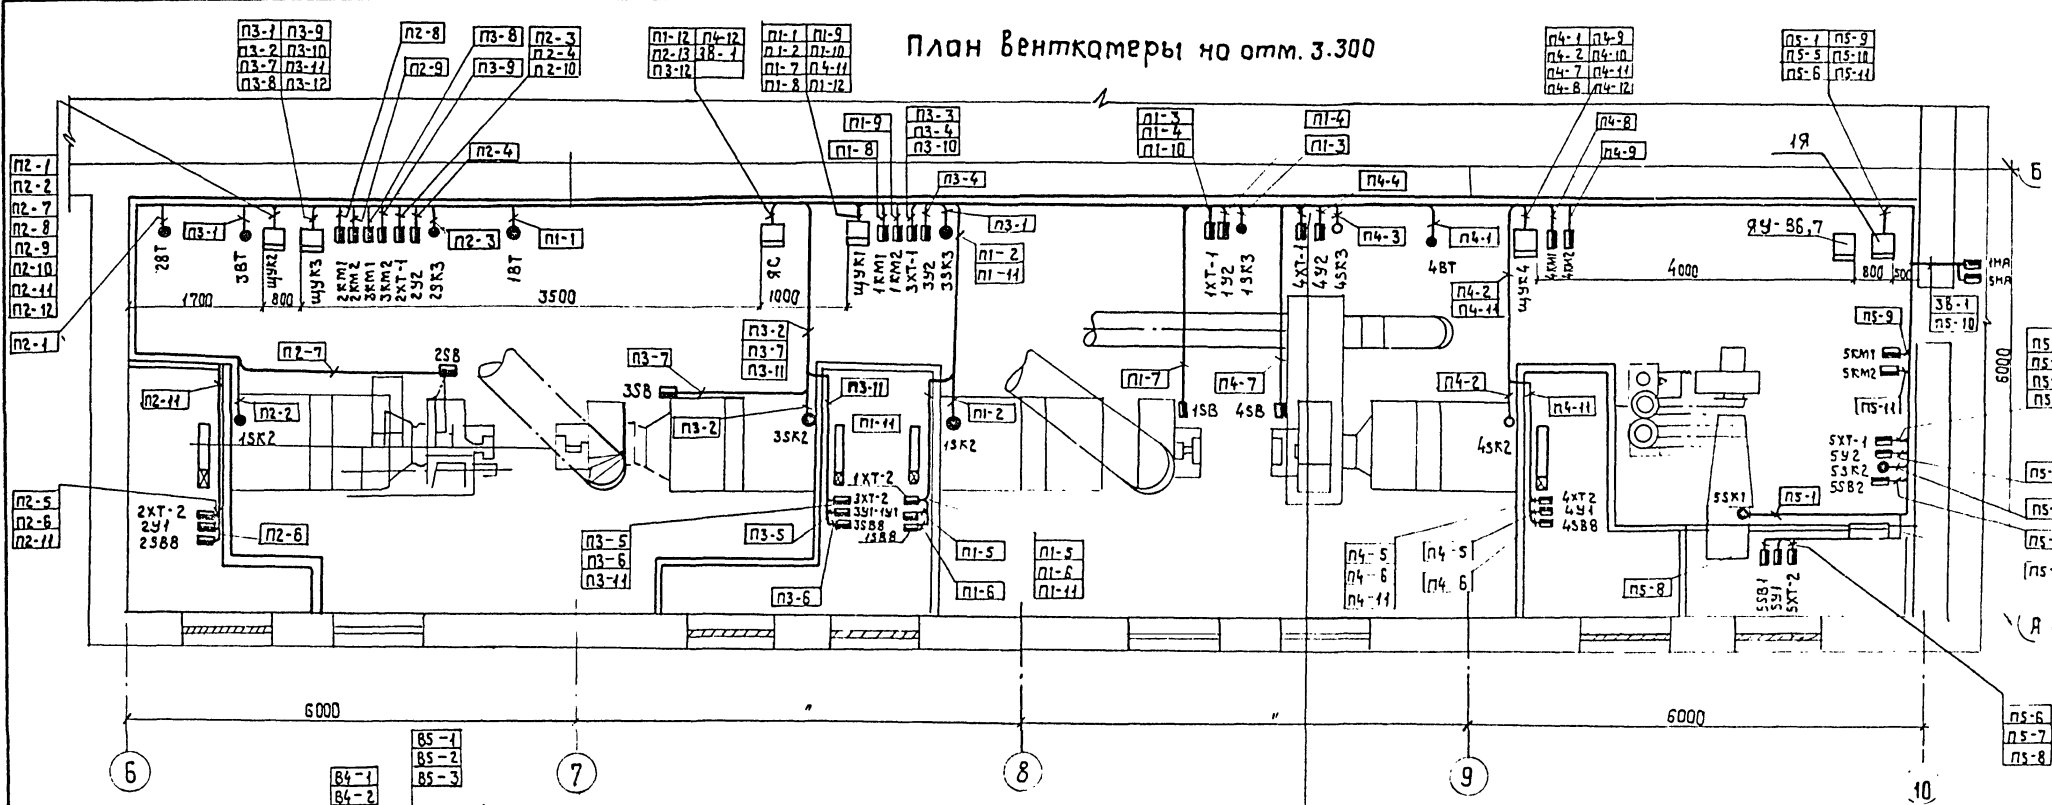 План венткамеры на отм. 3.300
П3-1 П3-9
П3-2 П3-10
П3-7 П3-11
П3-8 П3-12
П2-8
П2-9
П3-8
П3-9
П2-3
П2-4
П2-10
П2-4
П1-12 П4-12
П2-13 3В-1
П3-12
П1-1 П1-9
П1-2 П1-10
П1-7 П4-11
П1-8 П1-12
П1-9
П1-8
П3-3
П3-4
П3-10
П3-4
П1-3
П1-4
П1-10
П1-4
П1-3
П4-4
П4-1 П4-9
П4-2 П4-10
П4-7 П4-11
П4-8 П4-12
П4-8
П4-9
П5-1 П5-9
П5-5 П5-10
П5-6 П5-11
1Я
Б
П2-1
П2-2
П2-7
П2-8
П2-9
П2-10
П2-11
П2-12
П2-1
2ВТ
П3-1
3ВТ
ЩУК2
ЩУК3
2КМ1
2КМ2
3КМ1
3КМ2
2ХТ-1
2У2
2SК3
П2-3
1ВТ
П1-1
ЯС
ЩУК1
1КМ1
1КМ2
3ХТ-1
3У2
3SК3
П3-1
П1-2
П1-11
1ХТ-1
1У2
1SК3
4ХТ-1
4У2
4SК3
П4-3
4ВТ
П4-1
ЩУК4
4КМ1
4КМ2
ЯУ-В6,7
1НА
5НА
1700
800
3500
1000
4000
800
500
П4-2
П4-11
3В-1
П5-10
6000
П2-7
2SВ
П3-7
3SВ
П3-2
П3-7
П3-11
П1-7
1SВ
П4-7
4SВ
П4-2
П4-11
П5-9
5КМ1
5КМ2
П5-11
П2-11
П2-2
1SК2
П3-2
3SК2
П3-11
П1-11
П1-2
1SК2
4SК2
5ХТ-1
5У2
5SК2
5SВ2
5SК1
П5-1
П2-5
П2-6
П2-11
2ХТ-2
2У1
2SВ8
П2-6
П3-5
П3-6
П3-11
П3-5
П3-6
1ХТ-2
3ХТ-2
3У1-1У1
3SВ8
1SВ8
П1-5
П1-6
П1-5
П1-6
П1-11
П4-5
П4-6
П4-11
П4-5
П4-6
4ХТ2
4У1
4SВ8
П5-8
5SВ1
5У1
5ХТ-2
А
П5-6
П5-7
П5-8
6000
"
"
6000
6
7
8
9
10
В5-1
В5-2
В5-3
В4-1
В4-2